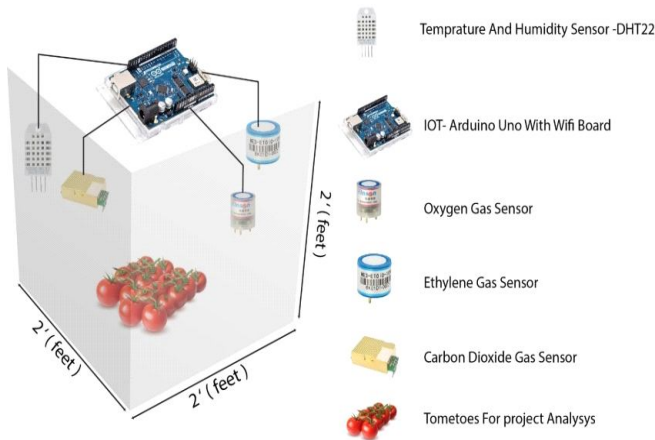 Temprature And Humidity Sensor -DHT22
IOT- Arduino Uno With Wifi Board
Oxygen Gas Sensor
Ethylene Gas Sensor
Carbon Dioxide Gas Sensor
Tometoes For project Analysys
2‘ (feet)
2‘ (feet)
2‘ (feet)